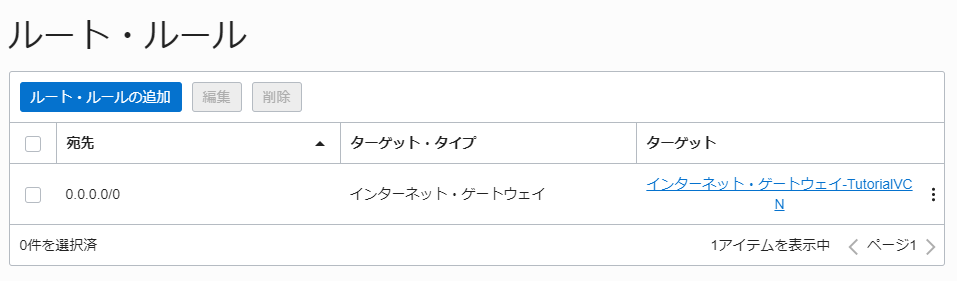 ルート・ルール
ルート・ルールの追加 編集 削除
宛先 ターゲット・タイプ ターゲット
0.0.0.0/0 インターネット・ゲートウェイ インターネット・ゲートウェイ-TutorialVC
N
0件を選択済 1アイテムを表示中 ページ1